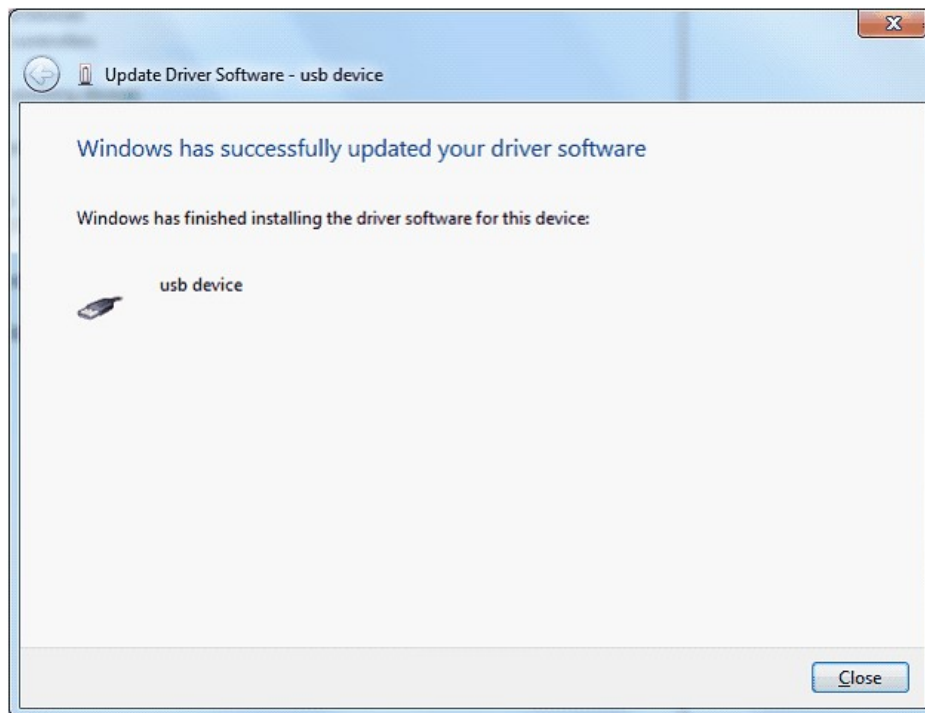 Update Driver Software - usb device
Windows has successfully updated your driver software
Windows has finished installing the driver software for this device:
usb device
Close